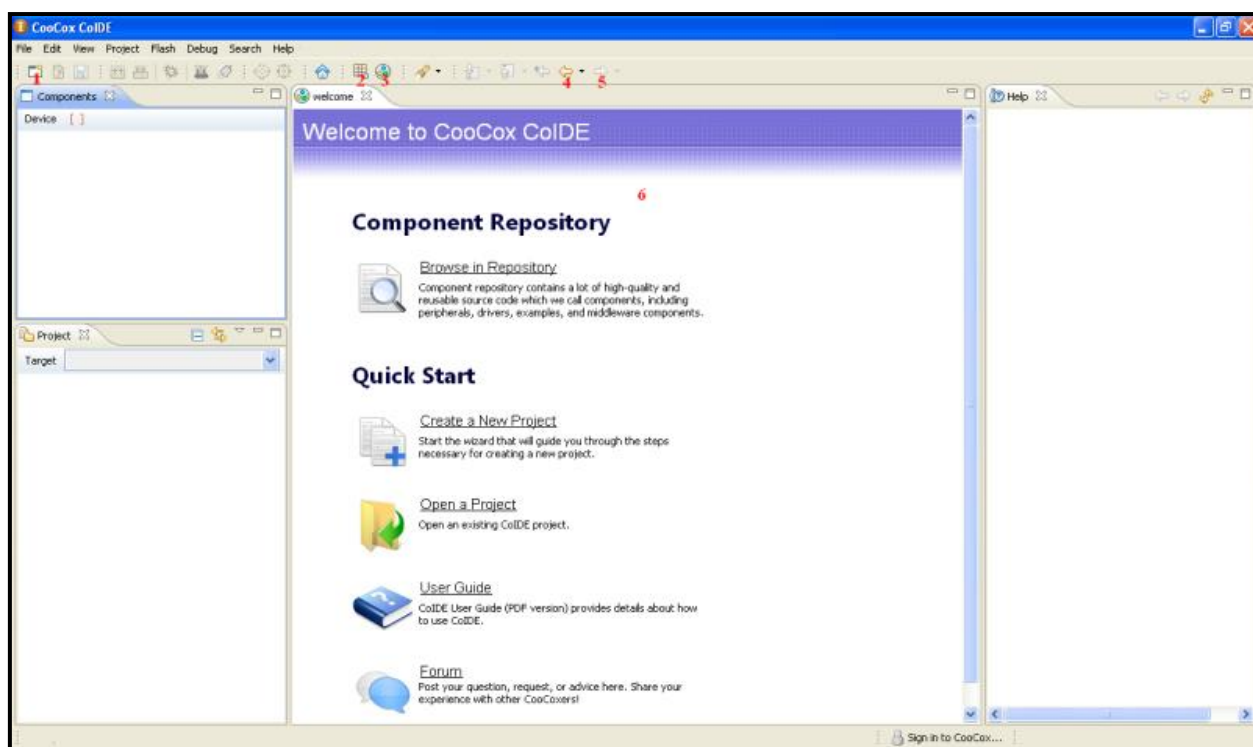 CooCox CoIDE
File Edit View Project Flash Debug Search Help
1 2 3 4 5
Components
welcome
Help
Device [ ]
Welcome to CooCox CoIDE
6
Component Repository
Browse in Repository
Component repository contains a lot of high-quality and
reusable source code which we call components, including
peripherals, drivers, examples, and middleware components.
Project
Target
Quick Start
Create a New Project
Start the wizard that will guide you through the steps
necessary for creating a new project.
Open a Project
Open an existing CoIDE project.
User Guide
CoIDE User Guide (PDF version) provides details about how
to use CoIDE.
Forum
Post your question, request, or advice here. Share your
experience with other CooCoxers!
Sign in to CooCox...